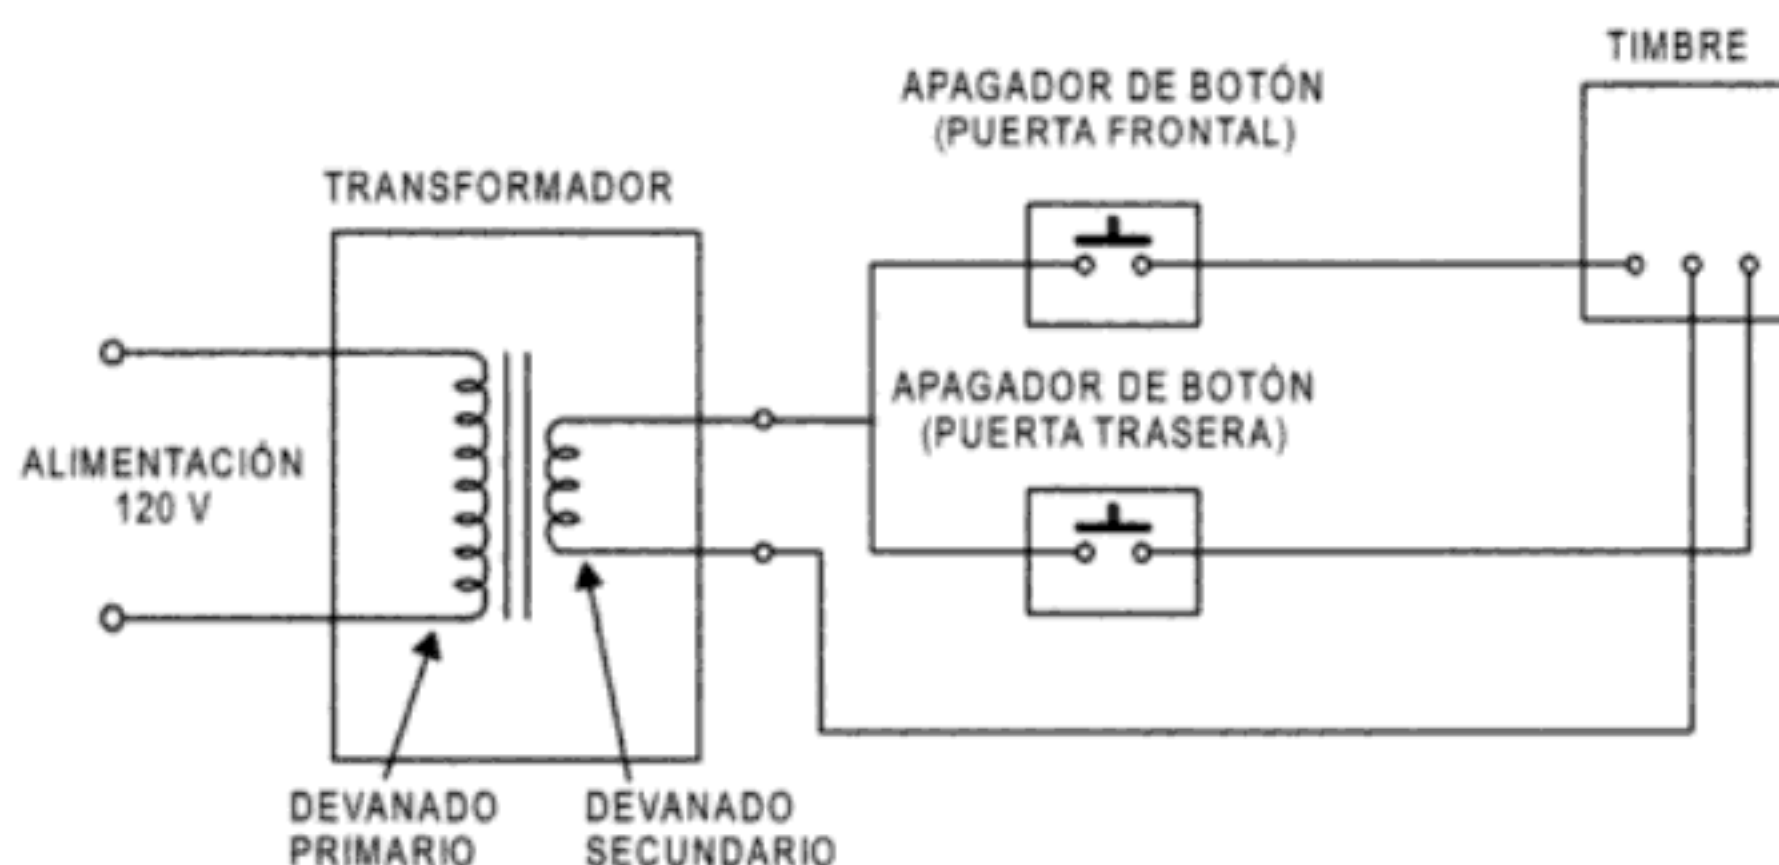 TIMBRE
APAGADOR DE BOTÓN
(PUERTA FRONTAL)
TRANSFORMADOR
APAGADOR DE BOTÓN
(PUERTA TRASERA)
ALIMENTACIÓN
120 V
DEVANADO
PRIMARIO
DEVANADO
SECUNDARIO